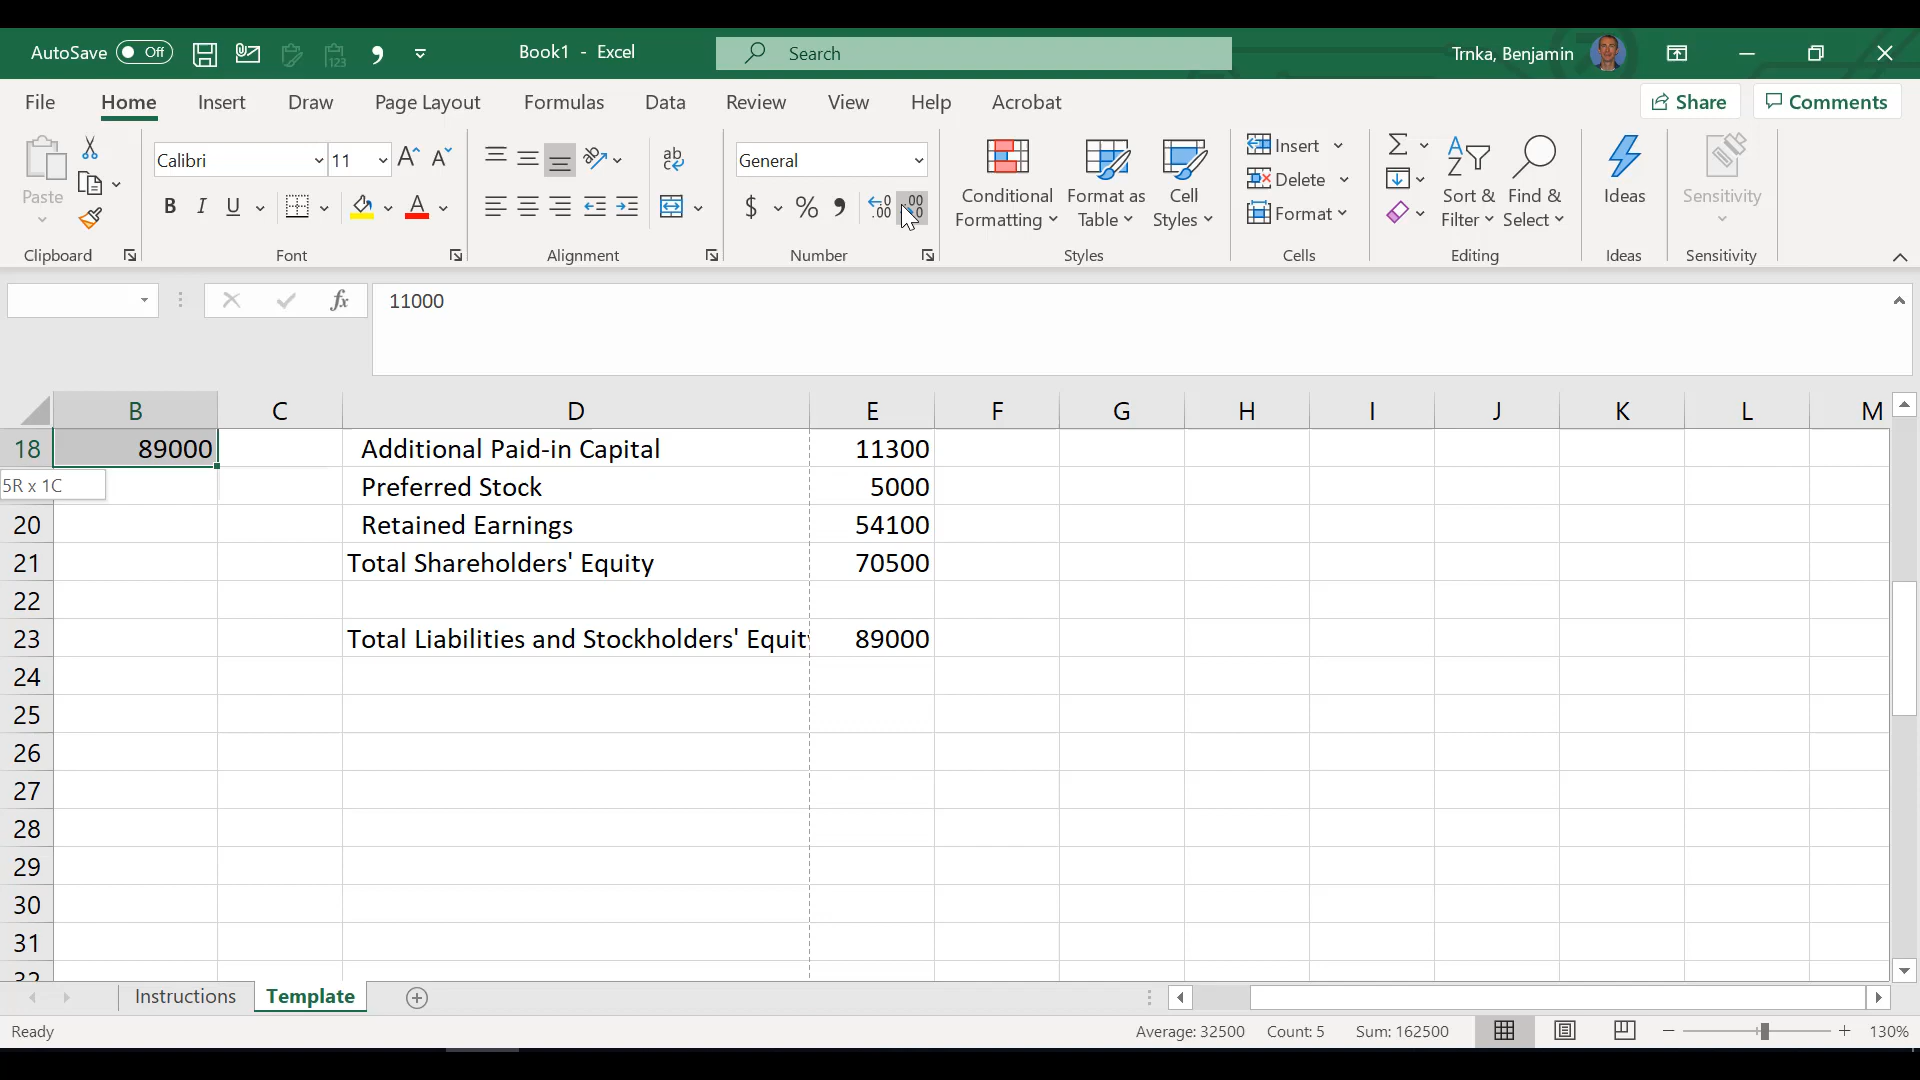 AutoSave Off Book1 - Excel Search Trnka, Benjamin
File Home Insert Draw Page Layout Formulas Data Review View Help Acrobat Share Comments
Paste
Clipboard
Calibri 11
B I U A
Font
ab
Alignment
General
$ % 9
Number
Conditional Formatting
Format as Table
Cell Styles
Styles
Insert
Delete
Format
Cells
Sort & Filter
Find & Select
Editing
Ideas
Ideas
Sensitivity
Sensitivity
fx 11000
B C D E F G H I J K L M
18 89000 Additional Paid-in Capital 11300
5R x 1C Preferred Stock 5000
20 Retained Earnings 54100
21 Total Shareholders' Equity 70500
22
23 Total Liabilities and Stockholders' Equity 89000
24
25
26
27
28
29
30
31
32
Instructions Template
Ready Average: 32500 Count: 5 Sum: 162500 130%